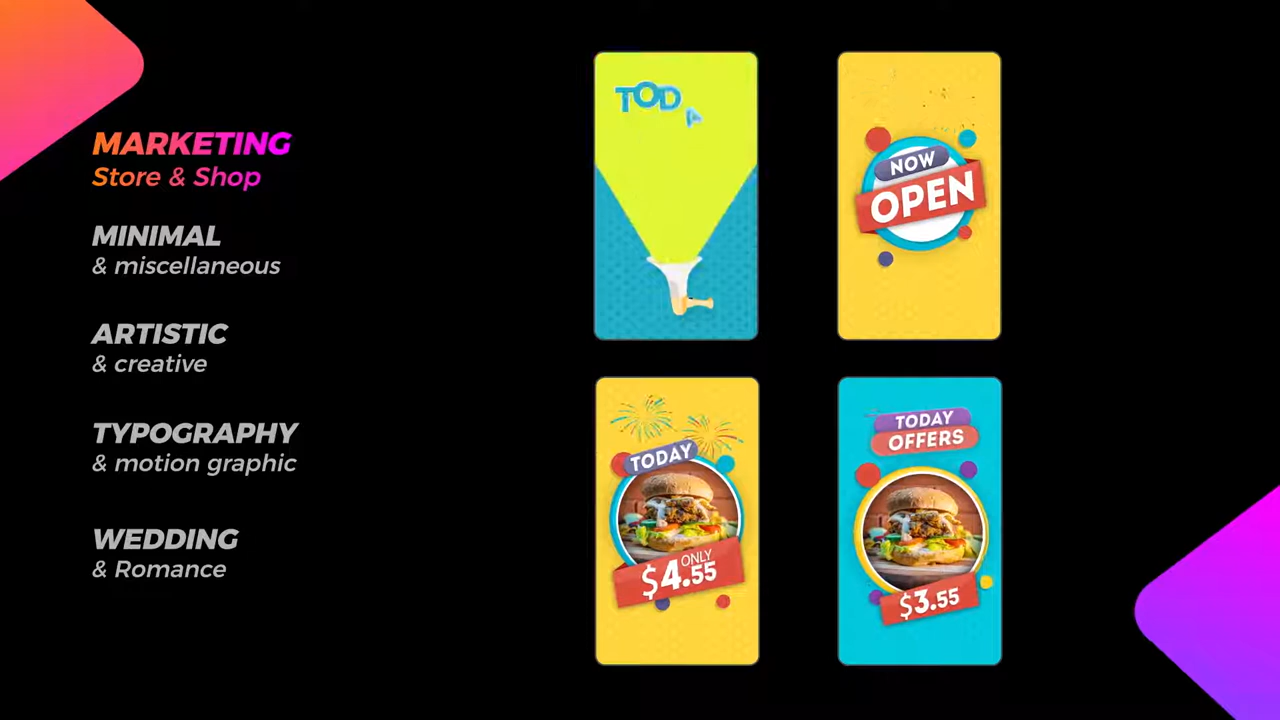 MARKETING
Store & Shop
MINIMAL
& miscellaneous
ARTISTIC
& creative
TYPOGRAPHY
& motion graphic
WEDDING
& Romance
TODA
NOW
OPEN
TODAY
ONLY
$4.55
TODAY
OFFERS
$3.55